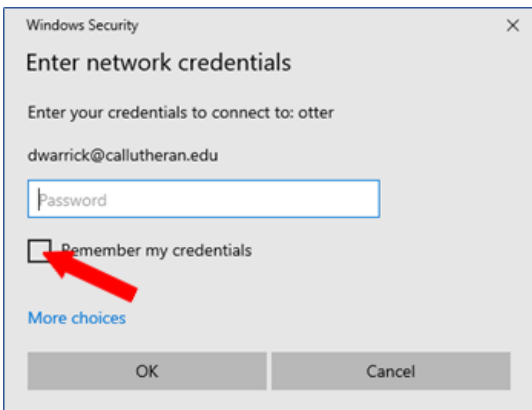 Windows Security
Enter network credentials
Enter your credentials to connect to: otter
dwarrick@callutheran.edu
Password
Remember my credentials
More choices
OK Cancel